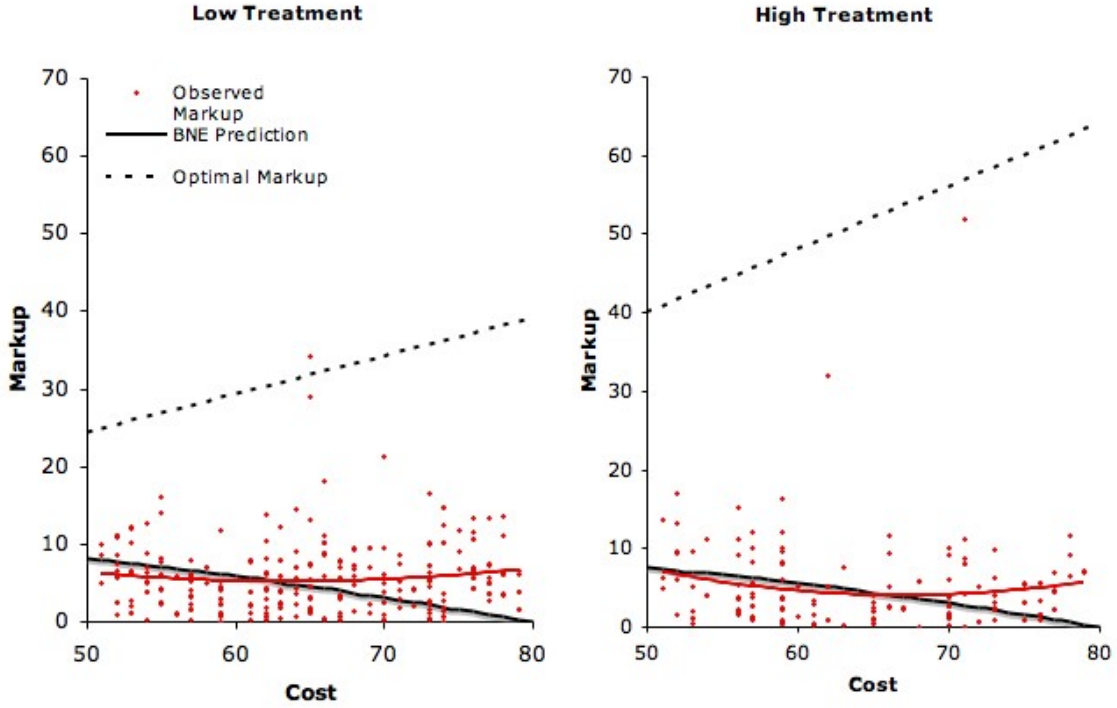 Low Treatment
70
60
50
40
30
20
10
0
Markup
Observed
Markup
BNE Prediction
Optimal Markup
50 60 70 80
Cost
High Treatment
70
60
50
40
30
20
10
0
Markup
50 60 70 80
Cost